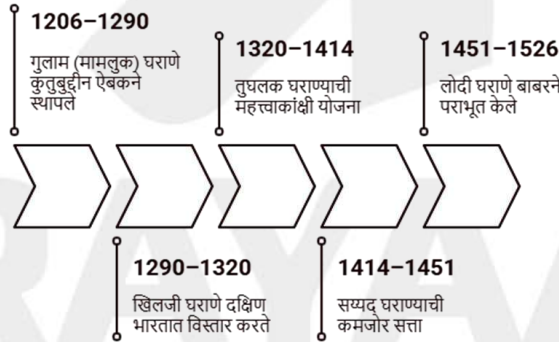 1206–1290
गुलाम (मामलुक) घराणे
कुतुबुद्दीन ऐबकने
स्थापले
1290–1320
खिलजी घराणे दक्षिण
भारतात विस्तार करते
1320–1414
तुघलक घराण्याची
महत्त्वाकांक्षी योजना
1414–1451
सय्यद घराण्याची
कमजोर सत्ता
1451–1526
लोदी घराणे बाबरने
पराभूत केले